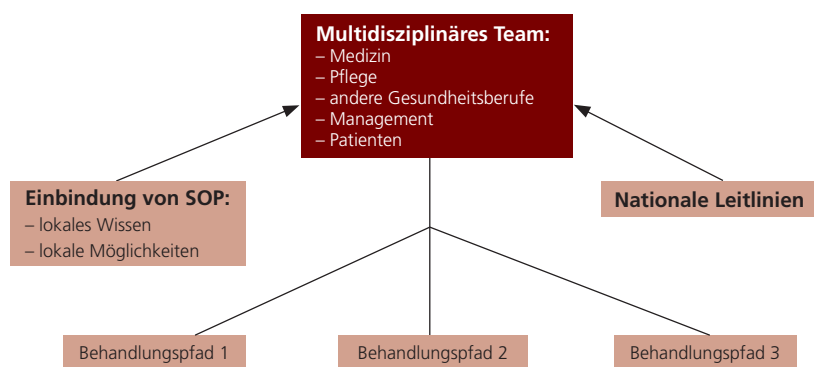 Multidisziplinäres Team:
– Medizin
– Pflege
– andere Gesundheitsberufe
– Management
– Patienten
Einbindung von SOP:
– lokales Wissen
– lokale Möglichkeiten
Nationale Leitlinien
Behandlungspfad 1
Behandlungspfad 2
Behandlungspfad 3